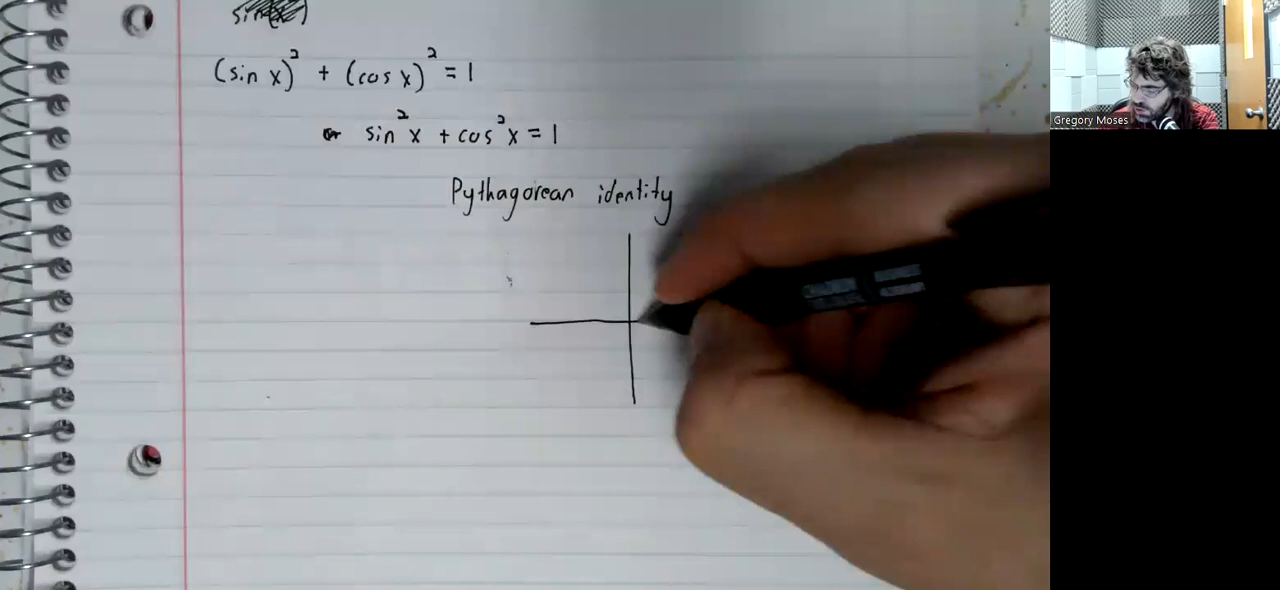 (sin x)² + (cos x)² = 1
or sin²x + cos²x = 1
Pythagorean identity
Gregory Moses